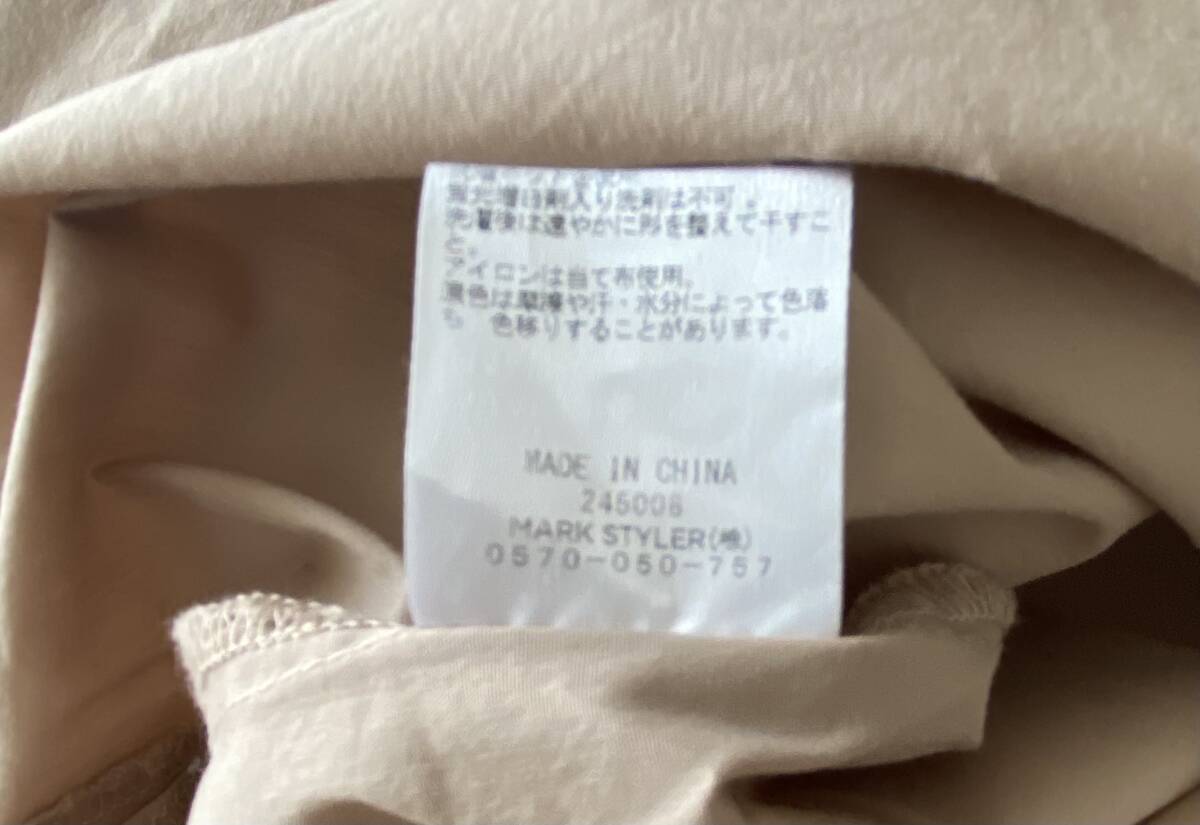 蛍光増白剤入り洗剤は不可。
洗濯後は速やかに形を整えて干すこ
と。
アイロンは当て布使用。
濃色は摩擦や汗・水分によって色落
ち 色移りすることがあります。
MADE IN CHINA
245008
MARK STYLER(株)
0570-050-757